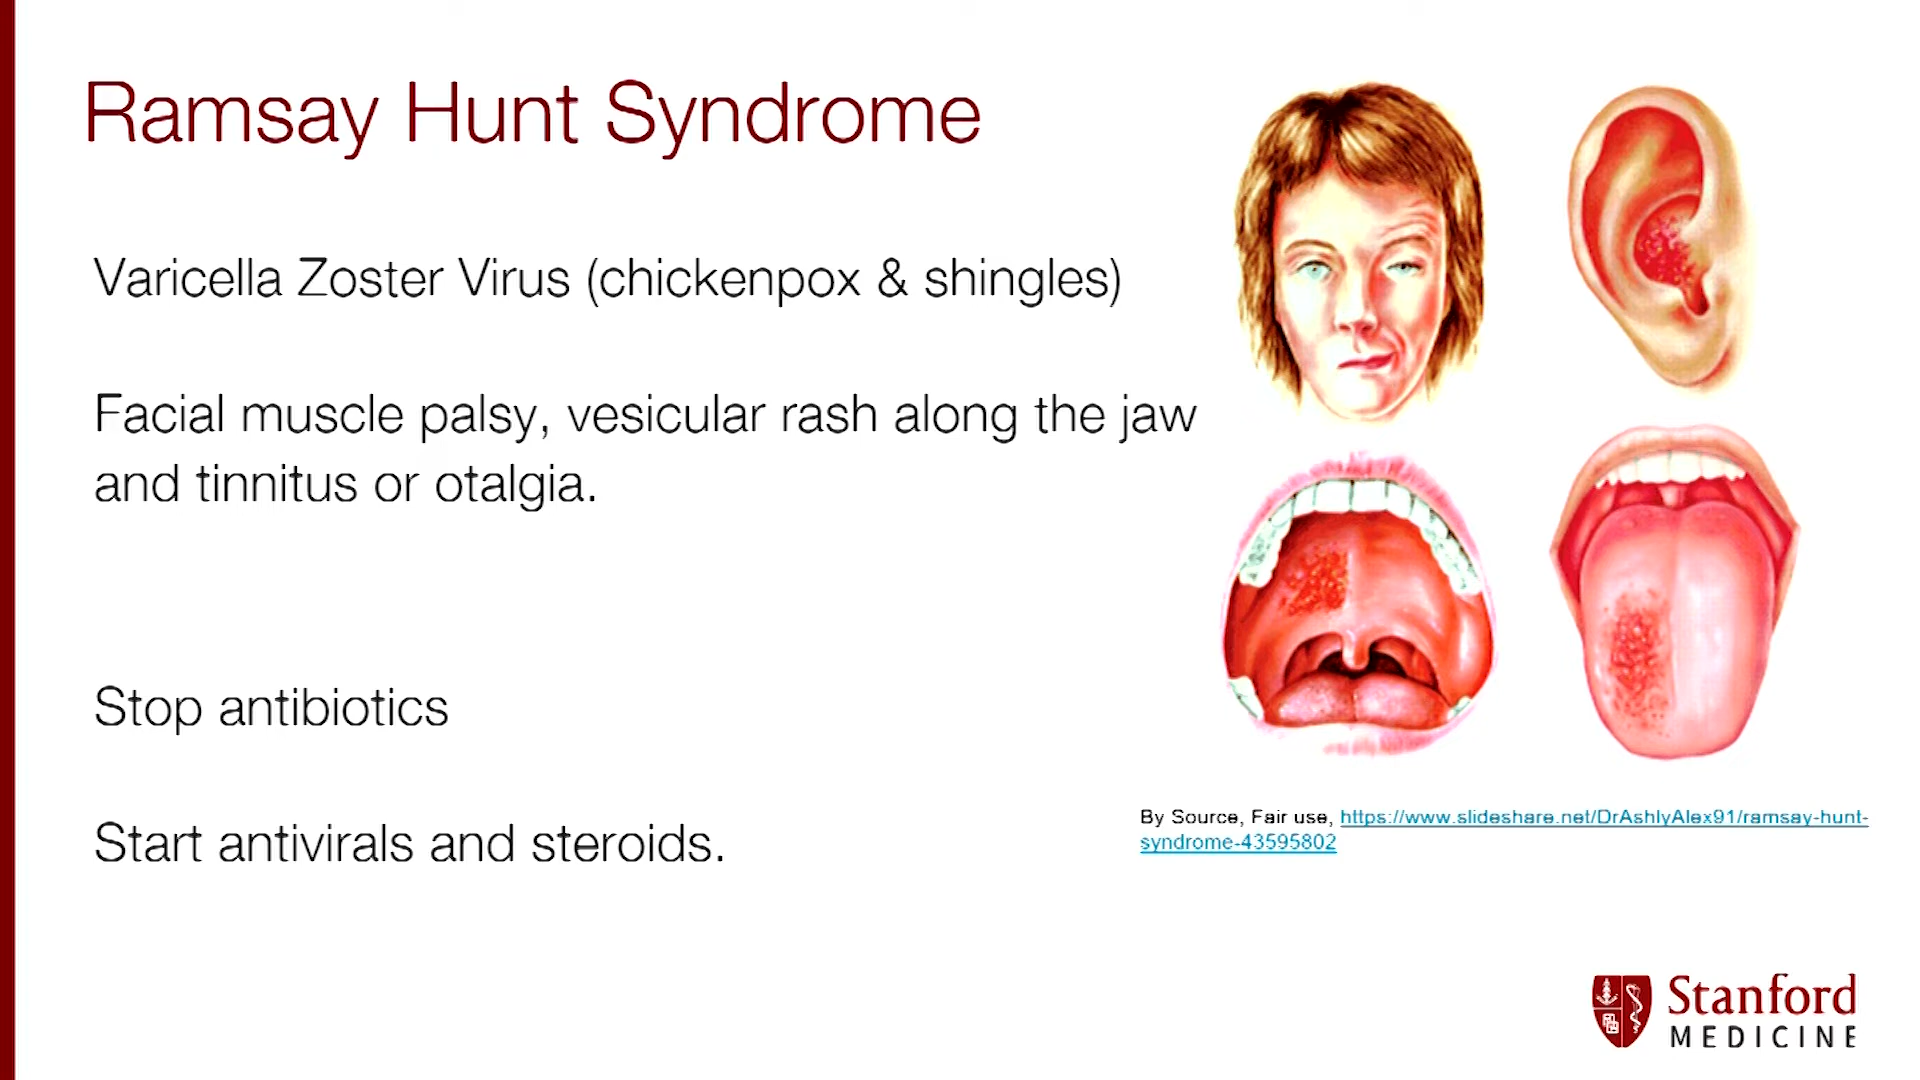 Ramsay Hunt Syndrome
Varicella Zoster Virus (chickenpox & shingles)
Facial muscle palsy, vesicular rash along the jaw
and tinnitus or otalgia.
Stop antibiotics
Start antivirals and steroids.
By Source, Fair use, https://www.slideshare.net/DrAshlyAlex91/ramsay-hunt-
syndrome-43595802
Stanford
MEDICINE